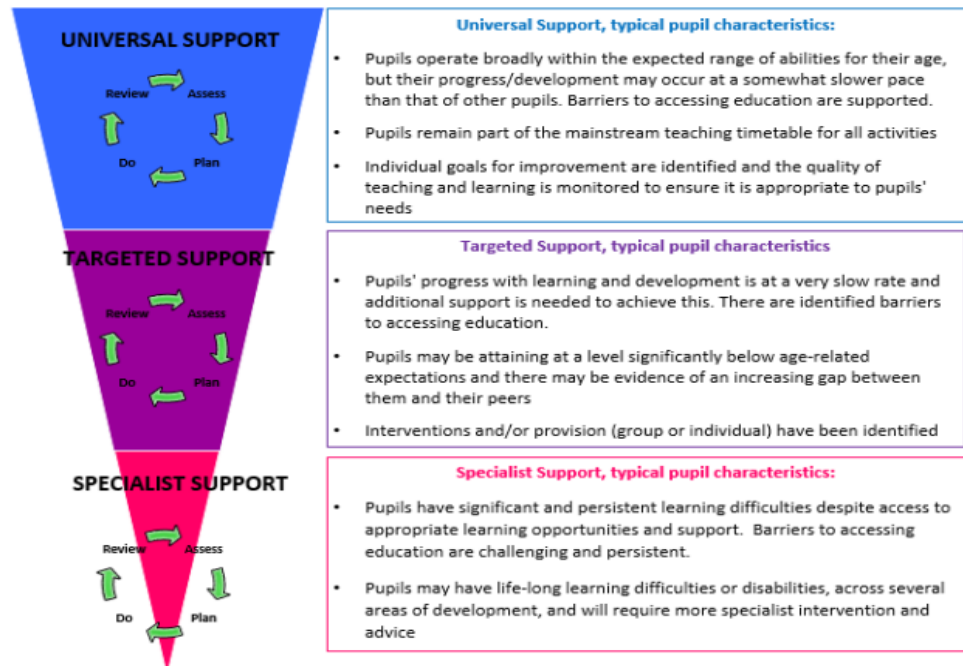 UNIVERSAL SUPPORT
Review
Assess
Do
Plan
Universal Support, typical pupil characteristics:
• Pupils operate broadly within the expected range of abilities for their age,
but their progress/development may occur at a somewhat slower pace
than that of other pupils. Barriers to accessing education are supported.
• Pupils remain part of the mainstream teaching timetable for all activities
• Individual goals for improvement are identified and the quality of
teaching and learning is monitored to ensure it is appropriate to pupils'
needs
TARGETED SUPPORT
Review
Assess
Do
Plan
Targeted Support, typical pupil characteristics
• Pupils' progress with learning and development is at a very slow rate and
additional support is needed to achieve this. There are identified barriers
to accessing education.
• Pupils may be attaining at a level significantly below age-related
expectations and there may be evidence of an increasing gap between
them and their peers
• Interventions and/or provision (group or individual) have been identified
SPECIALIST SUPPORT
Review
Assess
Do
Plan
Specialist Support, typical pupil characteristics:
• Pupils have significant and persistent learning difficulties despite access to
appropriate learning opportunities and support. Barriers to accessing
education are challenging and persistent.
• Pupils may have life-long learning difficulties or disabilities, across several
areas of development, and will require more specialist intervention and
advice